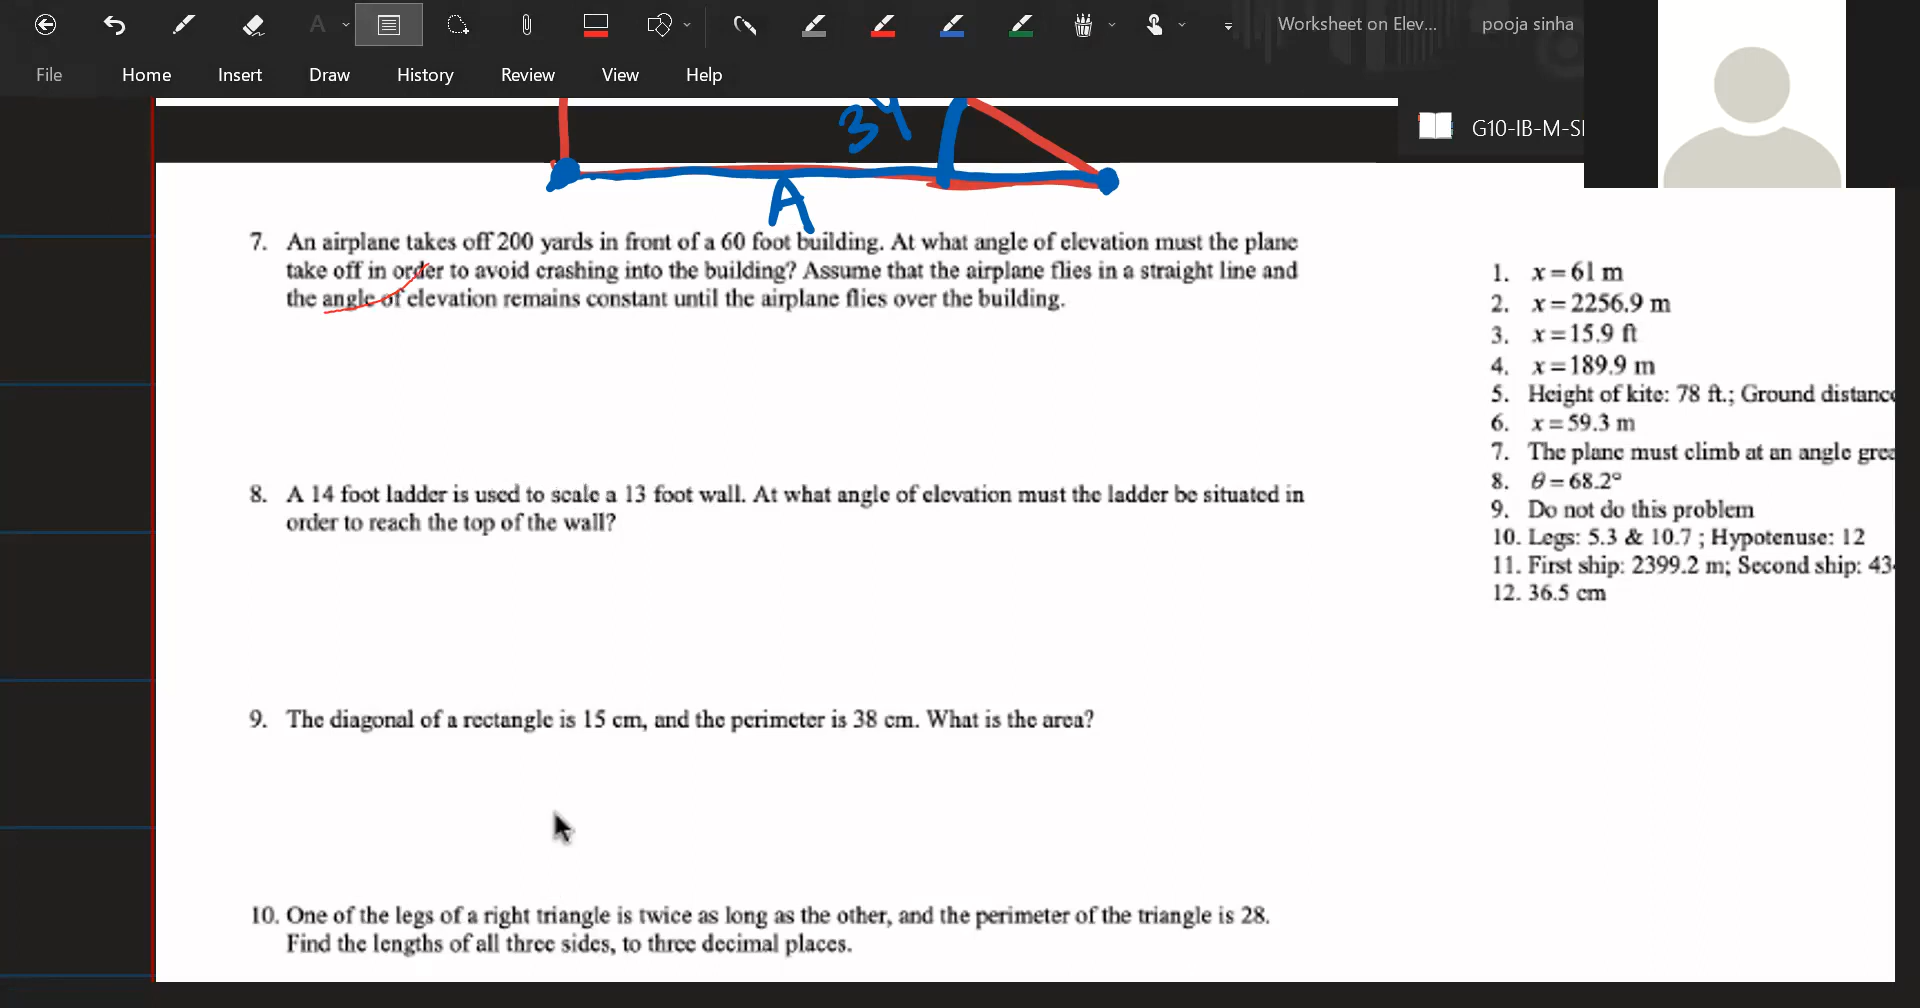 Worksheet on Elev...
pooja sinha
File
Home
Insert
Draw
History
Review
View
Help
G10-IB-M-S
34
A
7. An airplane takes off 200 yards in front of a 60 foot building. At what angle of elevation must the plane
take off in order to avoid crashing into the building? Assume that the airplane flies in a straight line and
the angle of elevation remains constant until the airplane flies over the building.
8. A 14 foot ladder is used to scale a 13 foot wall. At what angle of elevation must the ladder be situated in
order to reach the top of the wall?
9. The diagonal of a rectangle is 15 cm, and the perimeter is 38 cm. What is the area?
10. One of the legs of a right triangle is twice as long as the other, and the perimeter of the triangle is 28.
Find the lengths of all three sides, to three decimal places.
1. x = 61 m
2. x = 2256.9 m
3. x = 15.9 ft
4. x = 189.9 m
5. Height of kite: 78 ft.; Ground distance
6. x = 59.3 m
7. The plane must climb at an angle grea
8. θ = 68.2°
9. Do not do this problem
10. Legs: 5.3 & 10.7 ; Hypotenuse: 12
11. First ship: 2399.2 m; Second ship: 43
12. 36.5 cm